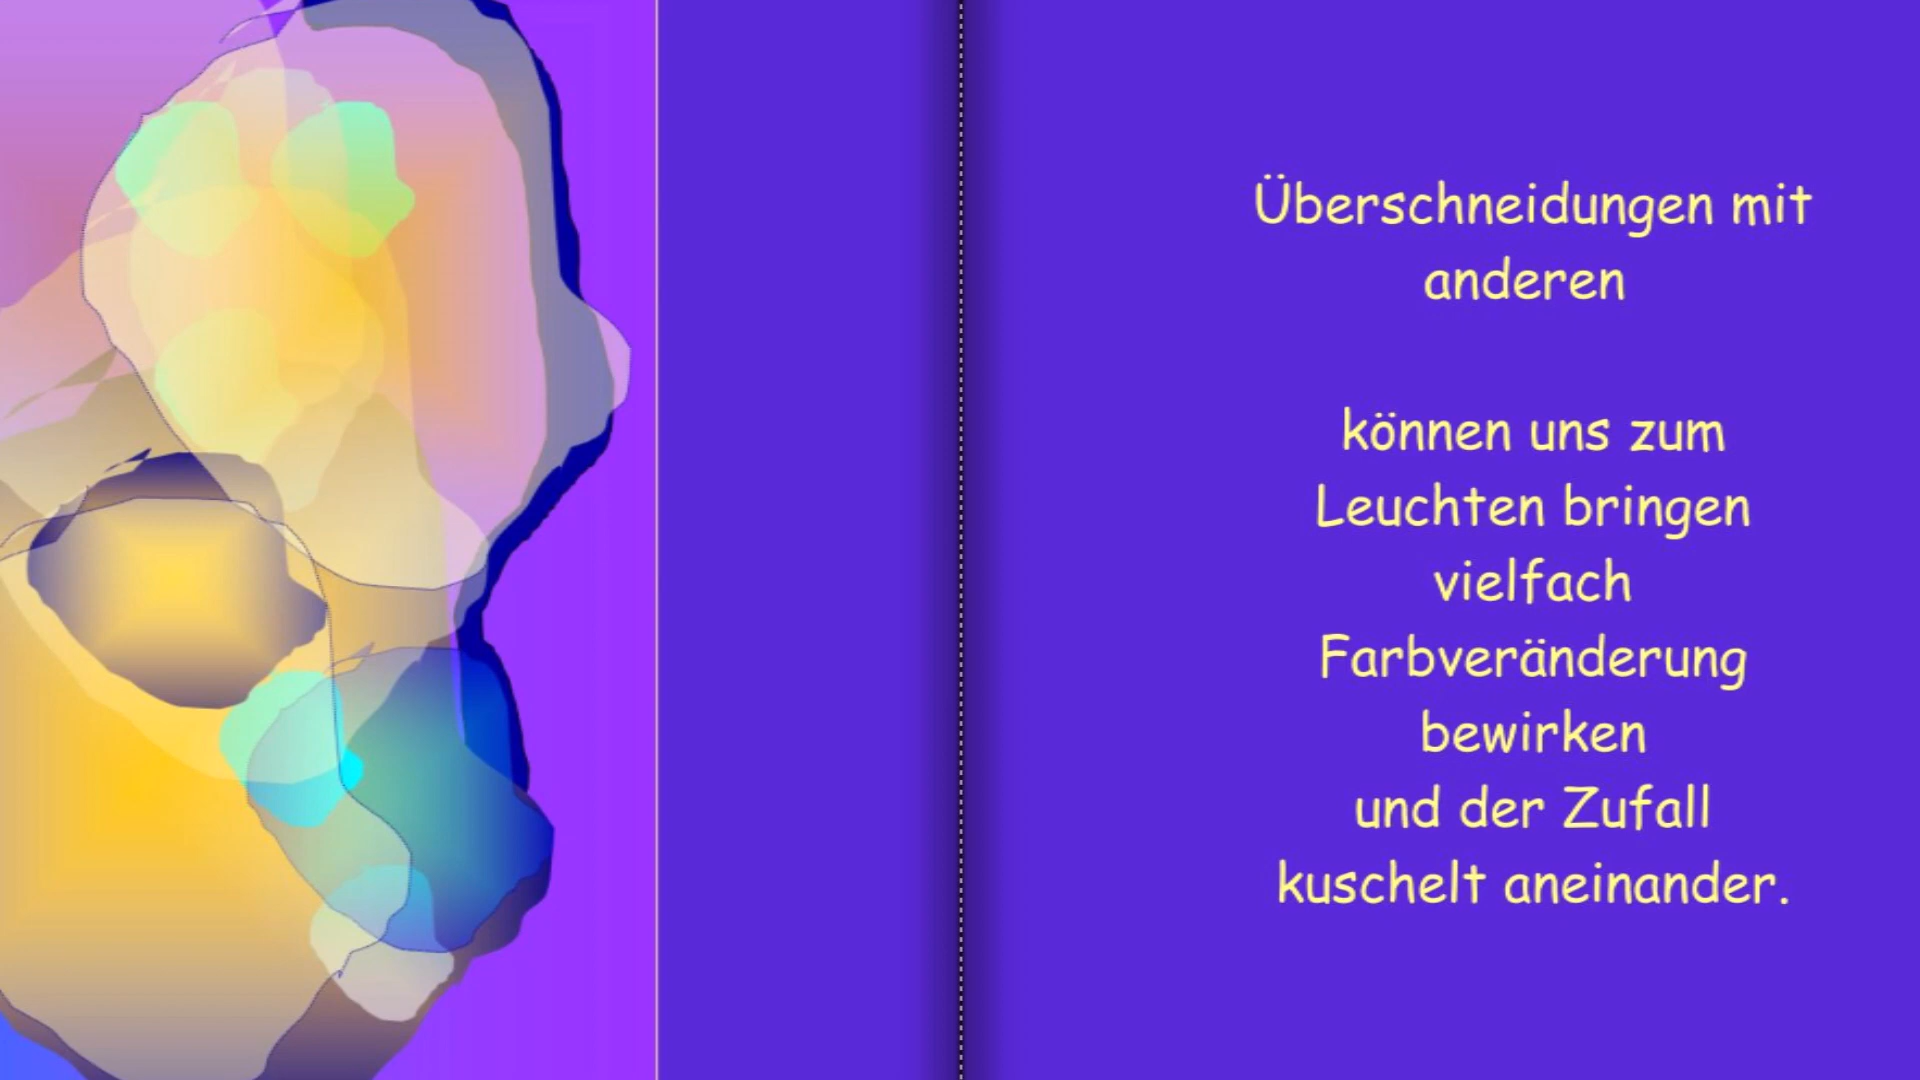 Überschneidungen mit
anderen
können uns zum
Leuchten bringen
vielfach
Farbveränderung
bewirken
und der Zufall
kuschelt aneinander.